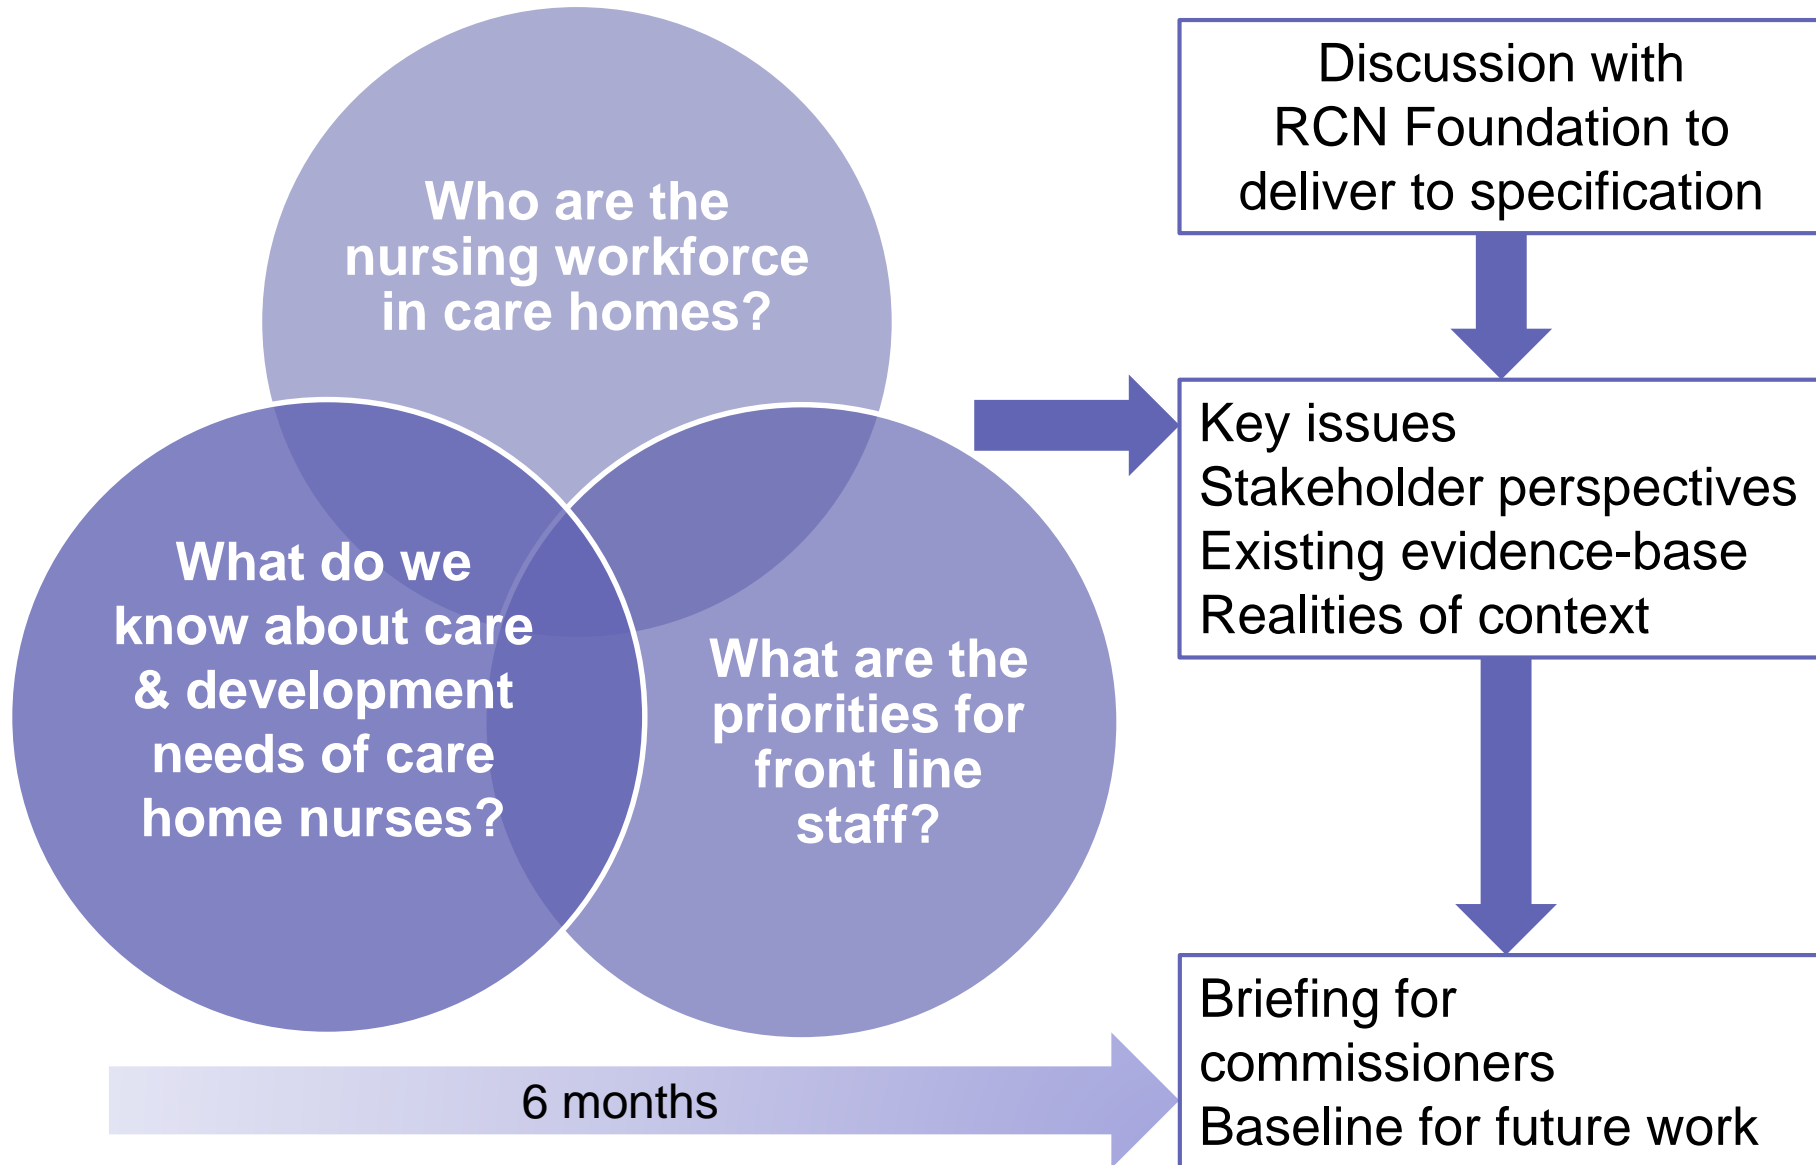 Who are the
nursing workforce
in care homes?
What do we
know about care
& development
needs of care
home nurses?
What are the
priorities for
front line
staff?
6 months
Discussion with
RCN Foundation to
deliver to specification
Key issues
Stakeholder perspectives
Existing evidence-base
Realities of context
Briefing for
commissioners
Baseline for future work